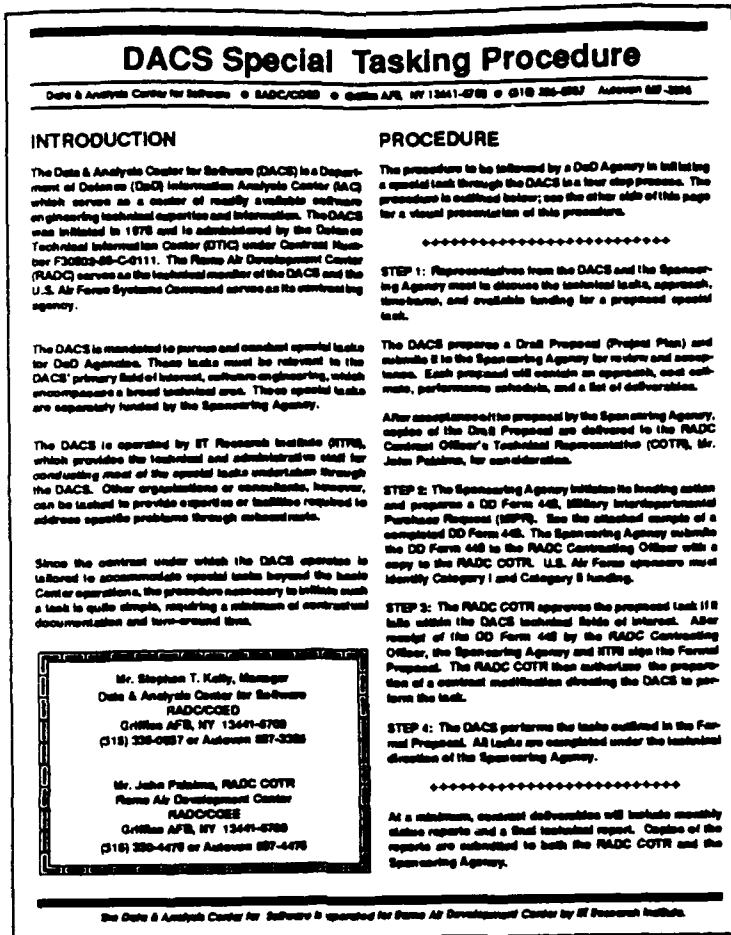 DACS Special Tasking Procedure
Data & Analysis Center for Software ● RADC/COED ● Griffiss AFB, NY 13441-5700 ● (315) Autovon
INTRODUCTION
The Data & Analysis Center for Software (DACS) is a Depart-
ment of Defense (DoD) Information Analysis Center (IAC)
which serves as a center of readily available software
engineering technical expertise and information. The DACS
was initiated in 1978 and is administered by the Defense
Technical Information Center (DTIC) under Contract Num-
ber The Rome Air Development Center
(RADC) serves as the technical monitor of the DACS and the
U.S. Air Force Systems Command serves as its contracting
agency.
The DACS is mandated to pursue and conduct special tasks
for DoD Agencies. These tasks must be relevant to the
DACS' primary field of interest, software engineering, which
encompasses a broad technical area. These special tasks
are separately funded by the Sponsoring Agency.
The DACS is operated by IIT Research Institute (IITRI),
which provides the technical and administrative staff for
conducting most of the special tasks undertaken through
the DACS. Other organizations or consultants, however,
can be tasked to provide expertise or facilities required to
address specific problems through subcontracts.
Since the contract under which the DACS operates is
tailored to accommodate special tasks beyond the basic
Center operations, the procedure necessary to initiate such
a task is quite simple, requiring a minimum of contractual
documentation and turn-around time.
Mr. Stephen T. Kelly, Manager
Data & Analysis Center for Software
RADC/COED
Griffiss AFB, NY 13441-5700
(315) or Autovon
Mr. John Palaimo, RADC COTR
Rome Air Development Center
RADC/COEE
Griffiss AFB, NY 13441-5700
(315) 330-4476 or Autovon 587-4476
PROCEDURE
The procedure to be followed by a DoD Agency in initiating
a special task through the DACS is a four step process. The
procedure is outlined below; see the other side of this page
for a visual presentation of this procedure.
STEP 1: Representatives from the DACS and the Sponsor-
ing Agency meet to discuss the technical tasks, approach,
timeframe, and available funding for a proposed special
task.
The DACS prepares a Draft Proposal (Project Plan) and
submits it to the Sponsoring Agency for review and accep-
tance. Each proposal will contain an approach, cost esti-
mate, performance schedule, and a list of deliverables.
After acceptance of the proposal by the Sponsoring Agency,
copies of the Draft Proposal are delivered to the RADC
Contract Officer's Technical Representative (COTR), Mr.
John Palaimo, for consideration.
STEP 2: The Sponsoring Agency initiates its funding action
and prepares a DD Form 448, Military Interdepartmental
Purchase Request (MIPR). See the attached sample of a
completed DD Form 448. The Sponsoring Agency submits
the DD Form 448 to the RADC Contracting Officer with a
copy to the RADC COTR. U.S. Air Force sponsors must
identify Category I and Category II funding.
STEP 3: The RADC COTR approves the proposed task if it
falls within the DACS technical fields of interest. After
receipt of the DD Form 448 by the RADC Contracting
Officer, the Sponsoring Agency and IITRI sign the Formal
Proposal. The RADC COTR then authorizes the prepara-
tion of a contract modification directing the DACS to per-
form the task.
STEP 4: The DACS performs the tasks outlined in the For-
mal Proposal. All tasks are completed under the technical
direction of the Sponsoring Agency.
At a minimum, contract deliverables will include monthly
status reports and a final technical report. Copies of the
reports are submitted to both the RADC COTR and the
Sponsoring Agency.
The Data & Analysis Center for Software is operated for Rome Air Development Center by IIT Research Institute.